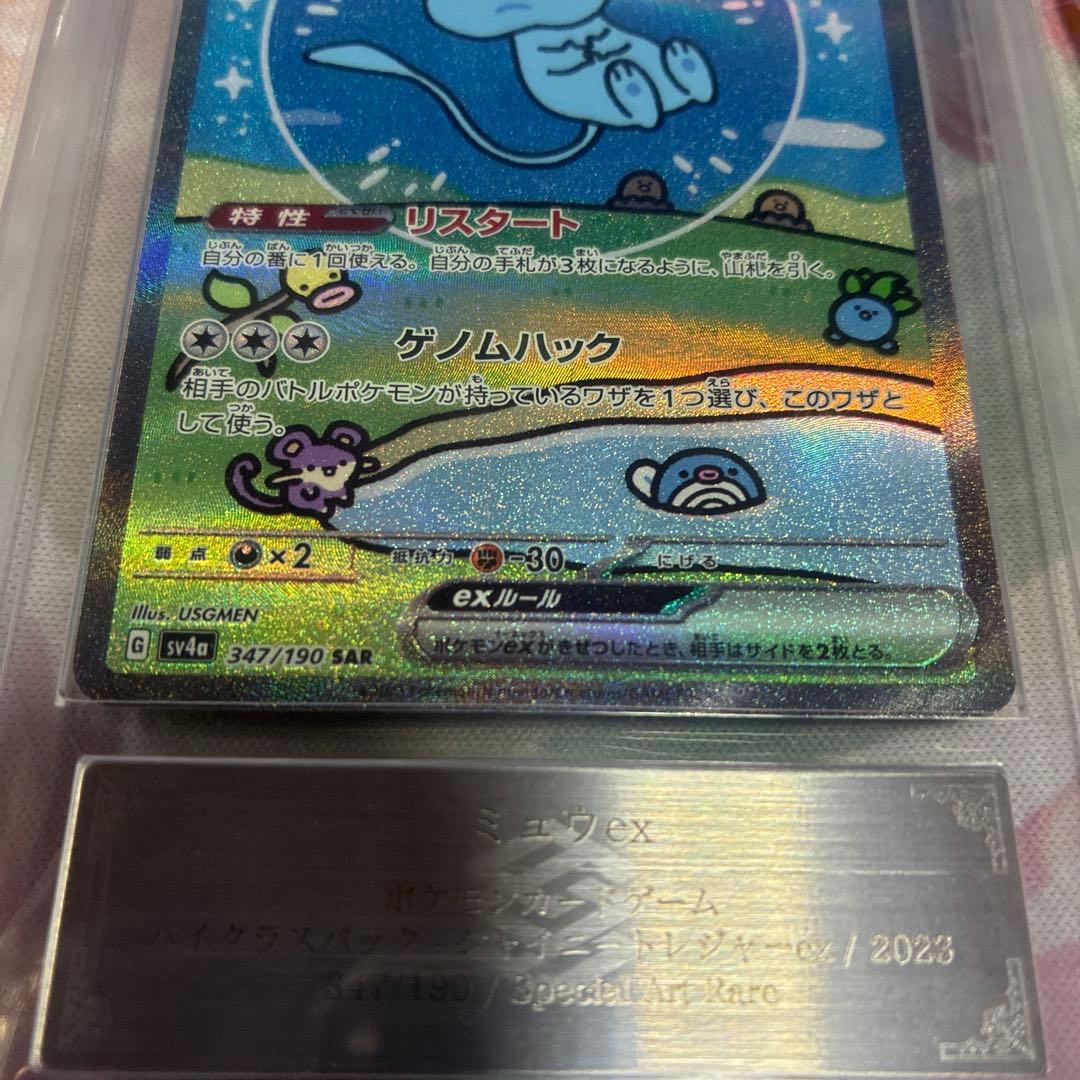 特性 リスタート
自分の番に1回使える。自分の手札が3枚になるように、山札を引く。
ゲノムハック
相手のバトルポケモンが持っているワザを1つ選び、このワザと
して使う。
弱点 ×2 抵抗力 -30 にげる
exルール
ポケモンexがきぜつしたとき、相手はサイドを2枚とる。
Illus. USGMEN
G SV4a 347/190 SAR
ミュウex
ポケモンカードゲーム
ハイクラスパック シャイニートレジャーex / 2023
347/190 / Special Art Rare